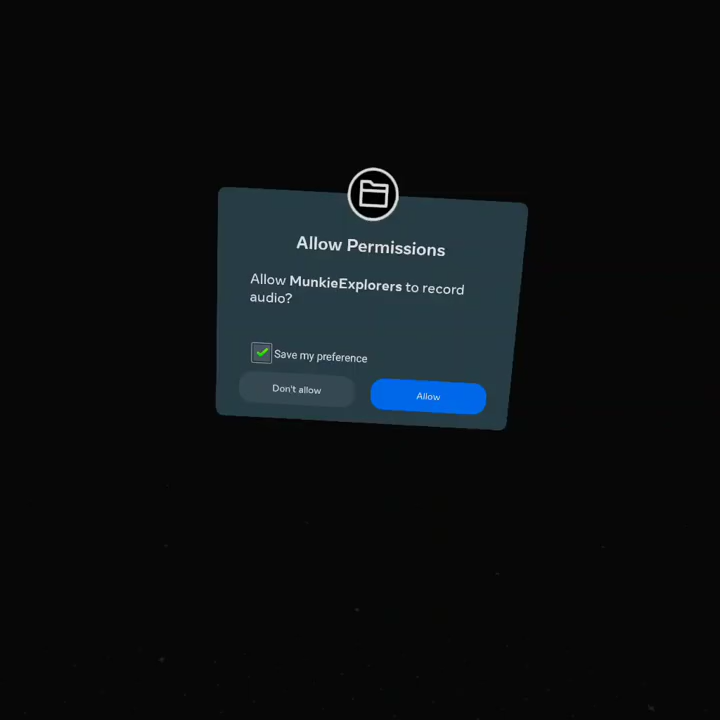 Allow Permissions
Allow MunkieExplorers to record
audio?
Save my preference
Don't allow
Allow